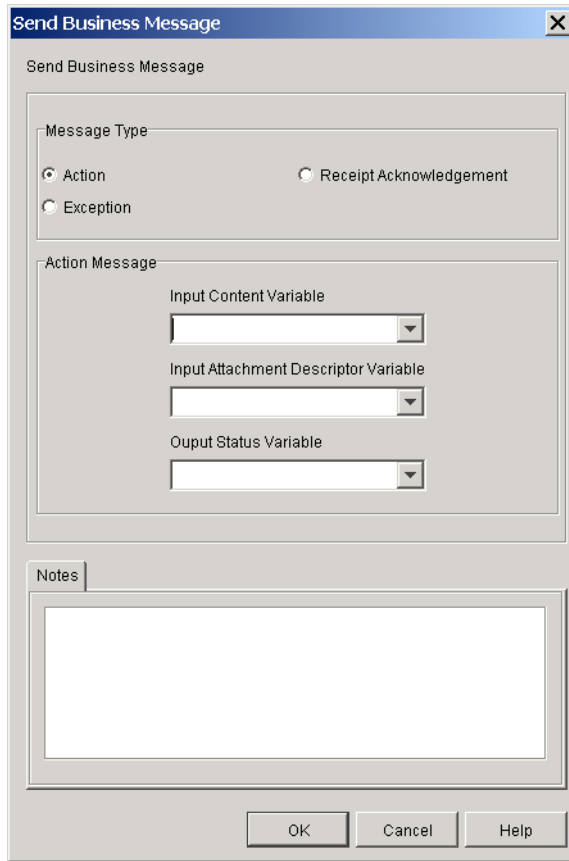 Send Business Message
Send Business Message
Message Type
Action
Receipt Acknowledgement
Exception
Action Message
Input Content Variable
Input Attachment Descriptor Variable
Ouput Status Variable
Notes
OK
Cancel
Help